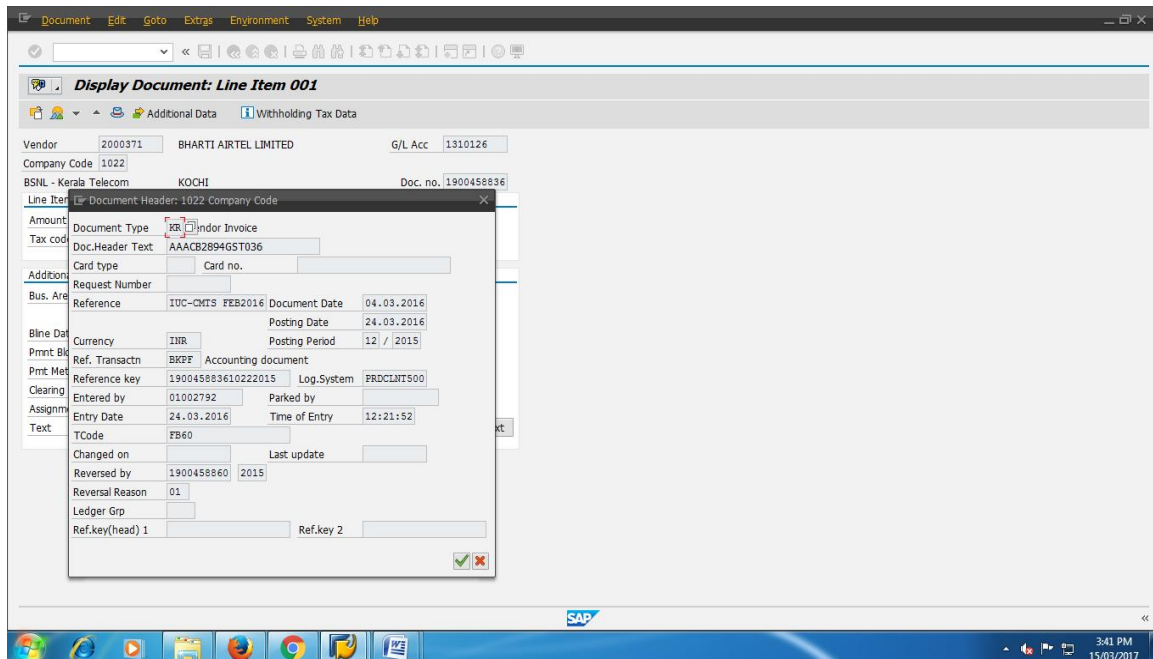 Document Edit Goto Extras Environment System Help
Display Document: Line Item 001
Additional Data Withholding Tax Data
Vendor 2000371 BHARTI AIRTEL LIMITED G/L Acc 1310126
Company Code 1022
BSNL - Kerala Telecom KOCHI Doc. no. 1900458836
Line Iter
Document Header: 1022 Company Code
Amount
Document Type KR endor Invoice
Tax code
Doc.Header Text AAACB2894GST036
Card type Card no.
Additiona
Request Number
Bus. Are
Reference IUC-CMTS FEB2016 Document Date 04.03.2016
Posting Date 24.03.2016
Bline Dat
Currency INR Posting Period 12 / 2015
Pmnt Blo
Ref. Transactn BKPF Accounting document
Pmt Met
Reference key 190045883610222015 Log.System PRDCLNT500
Clearing
Entered by 01002792 Parked by
Assignm
Entry Date 24.03.2016 Time of Entry 12:21:52
Text xt
TCode FB60
Changed on Last update
Reversed by 1900458860 2015
Reversal Reason 01
Ledger Grp
Ref.key(head) 1 Ref.key 2
SAP
3:41 PM
15/03/2017